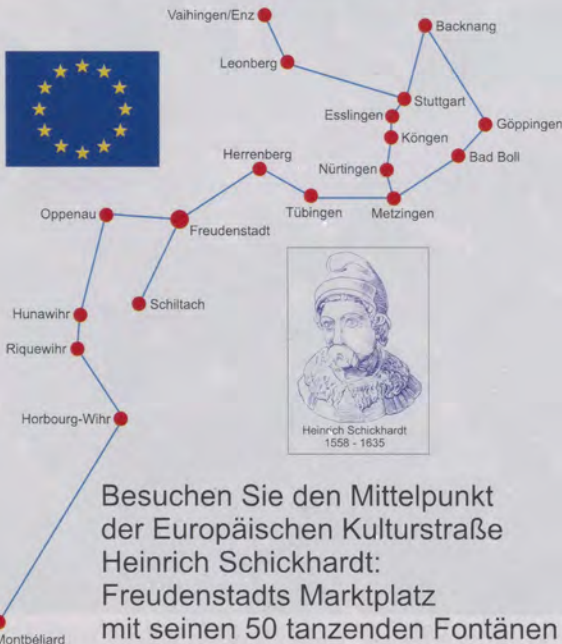 Vaihingen/Enz
Backnang
Leonberg
Stuttgart
Esslingen
Göppingen
Köngen
Herrenberg
Nürtingen
Bad Boll
Tübingen
Metzingen
Oppenau
Freudenstadt
Schiltach
Hunawihr
Riquewihr
Horbourg-Wihr
Heinrich Schickhardt
1558 - 1635
Besuchen Sie den Mittelpunkt
der Europäischen Kulturstraße
Heinrich Schickhardt:
Freudenstadts Marktplatz
mit seinen 50 tanzenden Fontänen
Montbéliard